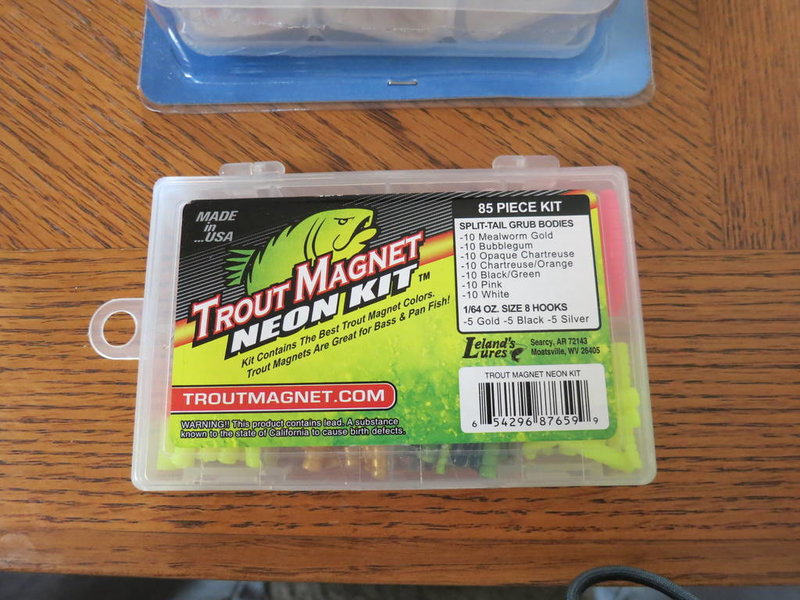 MADE
in
...USA
TROUT MAGNET
NEON KIT™
Kit Contains The Best Trout Magnet Colors.
Trout Magnets Are Great for Bass & Pan Fish!
TROUTMAGNET.COM
WARNING!! This product contains lead. A substance
known to the state of California to cause birth defects.
85 PIECE KIT
SPLIT-TAIL GRUB BODIES
-10 Mealworm Gold
-10 Bubblegum
-10 Opaque Chartreuse
-10 Chartreuse/Orange
-10 Black/Green
-10 Pink
-10 White
1/64 OZ. SIZE 8 HOOKS
-5 Gold -5 Black -5 Silver
Leland's
Lures
Searcy, AR 72143
Moatsville, WV 26405
TROUT MAGNET NEON KIT
6 54296 87659 9